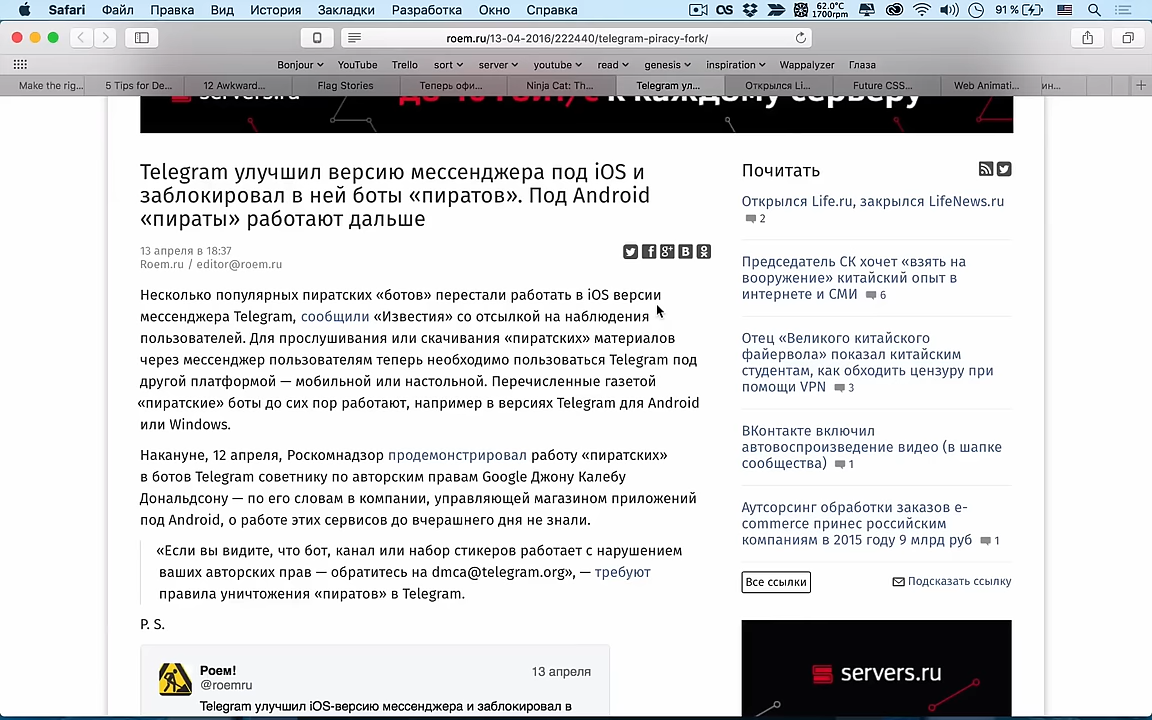 Safari Файл Правка Вид История Закладки Разработка Окно Справка 62.0°C 1700rpm 91 %
roem.ru/13-04-2016/222440/telegram-piracy-fork/
Bonjour YouTube Trello sort server youtube read genesis inspiration Wappalyzer Глаза
Make the rig... 5 Tips for De... 12 Awkward... Flag Stories Теперь офи... Ninja Cat: Th... Telegram ул... Открылся Li... Future CSS... Web Animati... ин...
servers.ru к каждому серверу
Telegram улучшил версию мессенджера под iOS и
заблокировал в ней боты «пиратов». Под Android
«пираты» работают дальше
13 апреля в 18:37
Roem.ru / editor@roem.ru
Несколько популярных пиратских «ботов» перестали работать в iOS версии
мессенджера Telegram, сообщили «Известия» со отсылкой на наблюдения
пользователей. Для прослушивания или скачивания «пиратских» материалов
через мессенджер пользователям теперь необходимо пользоваться Telegram под
другой платформой — мобильной или настольной. Перечисленные газетой
«пиратские» боты до сих пор работают, например в версиях Telegram для Android
или Windows.
Накануне, 12 апреля, Роскомнадзор продемонстрировал работу «пиратских»
в ботов Telegram советнику по авторским правам Google Джону Калебу
Дональдсону — по его словам в компании, управляющей магазином приложений
под Android, о работе этих сервисов до вчерашнего дня не знали.
«Если вы видите, что бот, канал или набор стикеров работает с нарушением
ваших авторских прав — обратитесь на dmca@telegram.org», — требуют
правила уничтожения «пиратов» в Telegram.
P. S.
Роем!
@roemru
13 апреля
Telegram улучшил iOS-версию мессенджера и заблокировал в
Почитать
Открылся Life.ru, закрылся LifeNews.ru
2
Председатель СК хочет «взять на
вооружение» китайский опыт в
интернете и СМИ 6
Отец «Великого китайского
файервола» показал китайским
студентам, как обходить цензуру при
помощи VPN 3
ВКонтакте включил
автовоспроизведение видео (в шапке
сообщества) 1
Аутсорсинг обработки заказов e-
commerce принес российским
компаниям в 2015 году 9 млрд руб 1
Все ссылки Подсказать ссылку
servers.ru